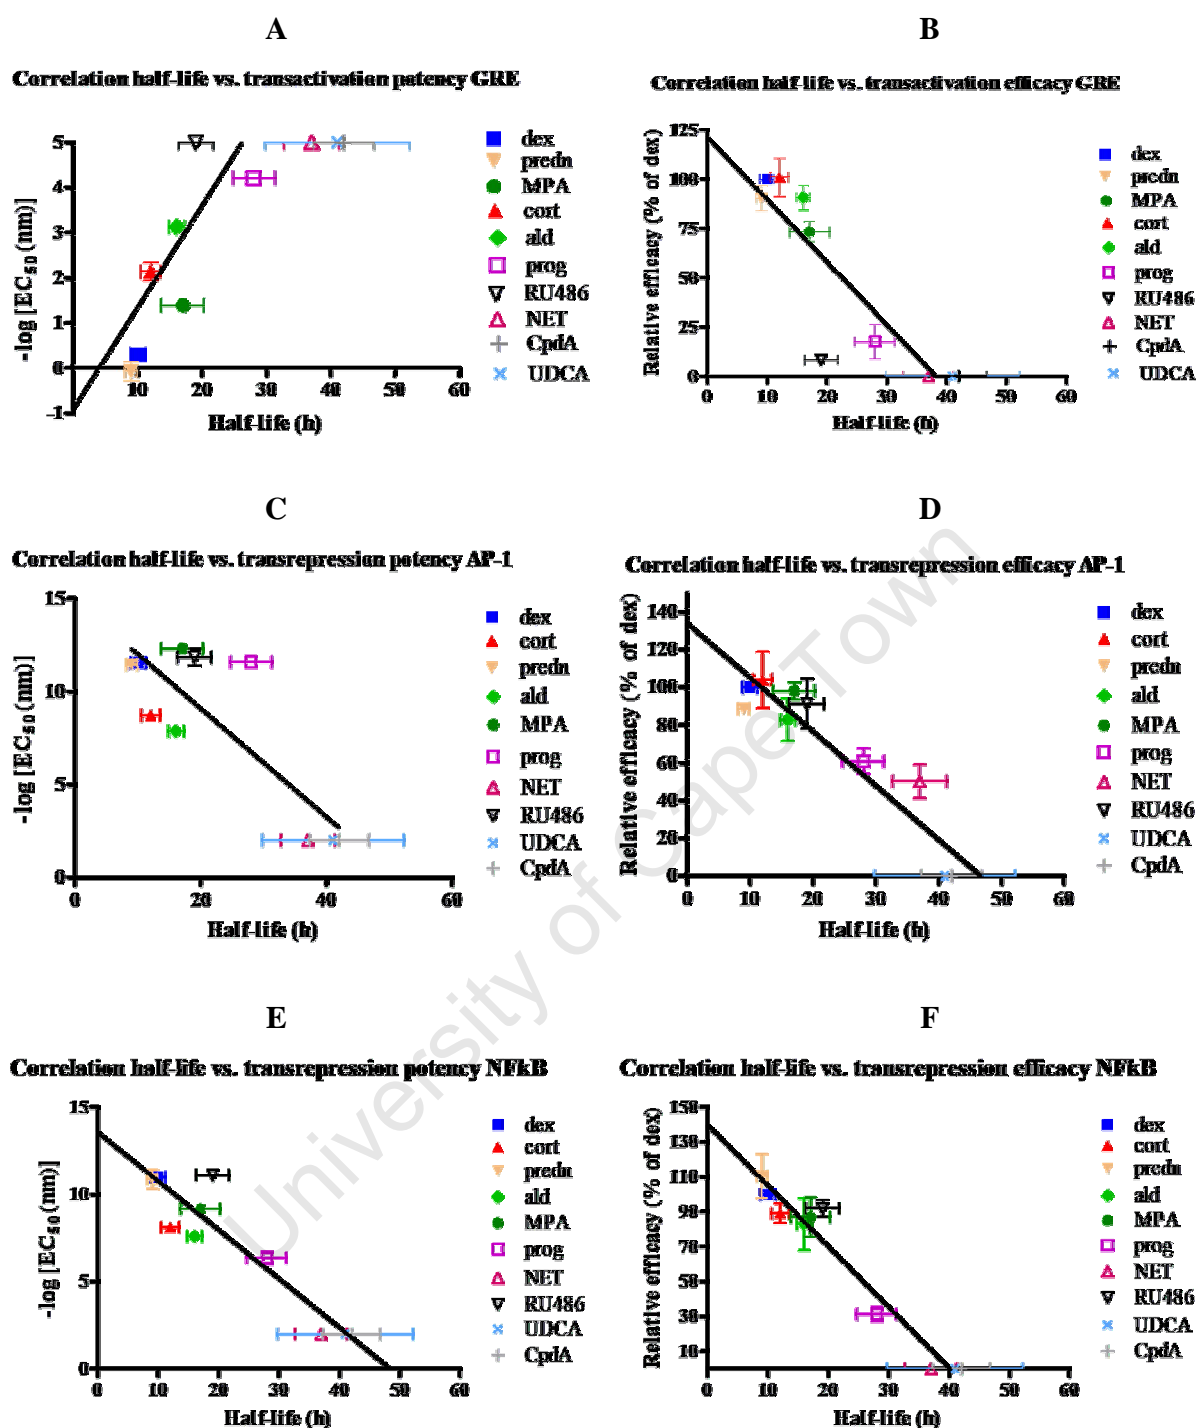 A
Correlation half-life vs. transactivation potency GRE
-log [EC50(nm)]
5
4
3
2
1
0
-1
10 20 30 40 50 60
Half-life (h)
dex
predn
MPA
cort
ald
prog
RU486
NET
CpdA
UDCA
B
Correlation half-life vs. transactivation efficacy GRE
Relative efficacy (% of dex)
125
100
75
50
25
0
0 10 20 30 40 50 60
Half-life (h)
dex
predn
MPA
cort
ald
prog
RU486
NET
CpdA
UDCA
C
Correlation half-life vs. transrepression potency AP-1
-log [EC50(nm)]
15
10
5
0
0 20 40 60
Half-life (h)
dex
cort
predn
ald
MPA
prog
NET
RU486
UDCA
CpdA
D
Correlation half-life vs. transrepression efficacy AP-1
Relative efficacy (% of dex)
140
120
100
80
60
40
20
0
0 10 20 30 40 50 60
Half-life (h)
dex
cort
predn
ald
MPA
prog
NET
RU486
UDCA
CpdA
E
Correlation half-life vs. transrepression potency NFkB
-log [EC50(nm)]
15
10
5
0
0 10 20 30 40 50 60
Half-life (h)
dex
cort
predn
ald
MPA
prog
NET
RU486
UDCA
CpdA
F
Correlation half-life vs. transrepression efficacy NFkB
Relative efficacy (% of dex)
150
130
110
90
70
50
30
10
0 10 20 30 40 50 60
Half-life (h)
dex
cort
predn
ald
MPA
prog
NET
RU486
UDCA
CpdA
University of Cape Town